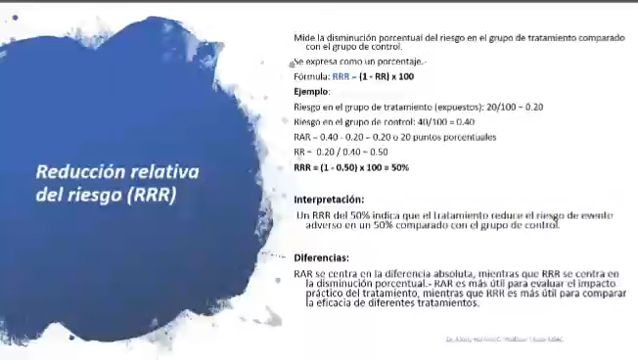 Reducción relativa
del riesgo (RRR)
Mide la disminución porcentual del riesgo en el grupo de tratamiento comparado
con el grupo de control.
Se expresa como un porcentaje.-
Fórmula: RRR = (1 - RR) x 100
Ejemplo:
Riesgo en el grupo de tratamiento (expuestos): 20/100 = 0.20
Riesgo en el grupo de control: 40/100 = 0.40
RAR = 0.40 - 0.20 = 0.20 o 20 puntos porcentuales
RR = 0.20 / 0.40 = 0.50
RRR = (1 - 0.50) x 100 = 50%
Interpretación:
Un RRR del 50% indica que el tratamiento reduce el riesgo de evento
adverso en un 50% comparado con el grupo de control.
Diferencias:
RAR se centra en la diferencia absoluta, mientras que RRR se centra en
la disminución porcentual.- RAR es más útil para evaluar el impacto
práctico del tratamiento, mientras que RRR es más útil para comparar
la eficacia de diferentes tratamientos.